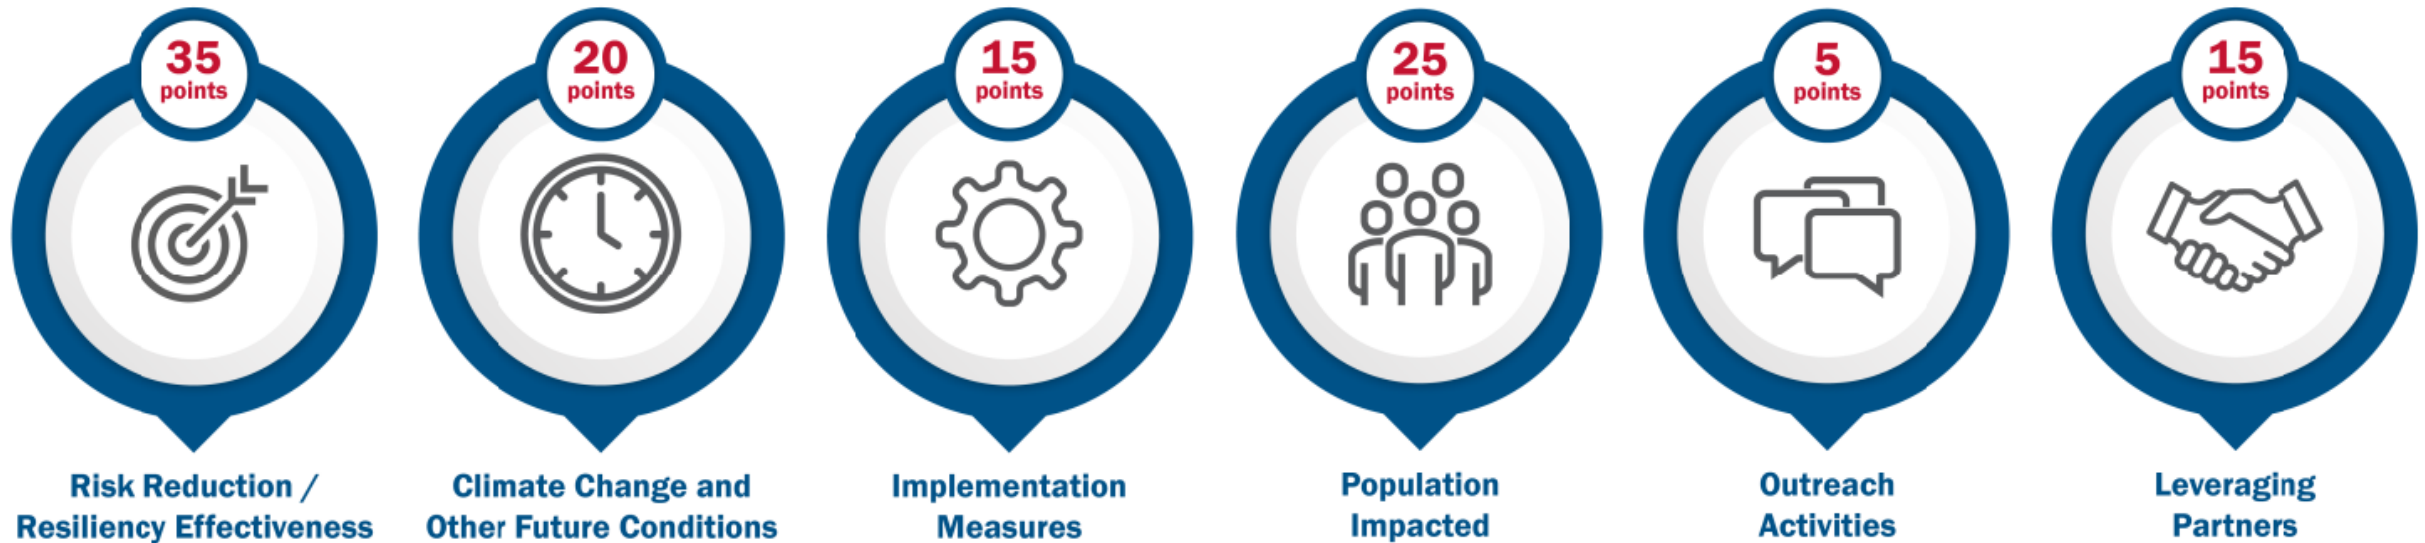 35
points
Risk Reduction /
Resiliency Effectiveness
20
points
Climate Change and
Other Future Conditions
15
points
Implementation
Measures
25
points
Population
Impacted
5
points
Outreach
Activities
15
points
Leveraging
Partners